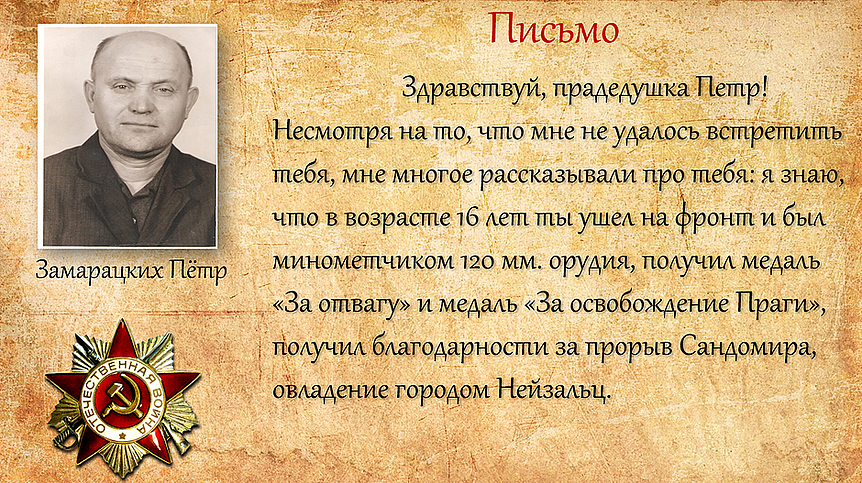 Письмо
Здравствуй, прадедушка Петр!
Несмотря на то, что мне не удалось встретить
тебя, мне многое рассказывали про тебя: я знаю,
что в возрасте 16 лет ты ушел на фронт и был
минометчиком 120 мм. орудия, получил медаль
«За отвагу» и медаль «За освобождение Праги»,
получил благодарности за прорыв Сандомира,
овладение городом Нейзальц.
Замарацких Пётр
ОТЕЧЕСТВЕННАЯ ВОЙНА